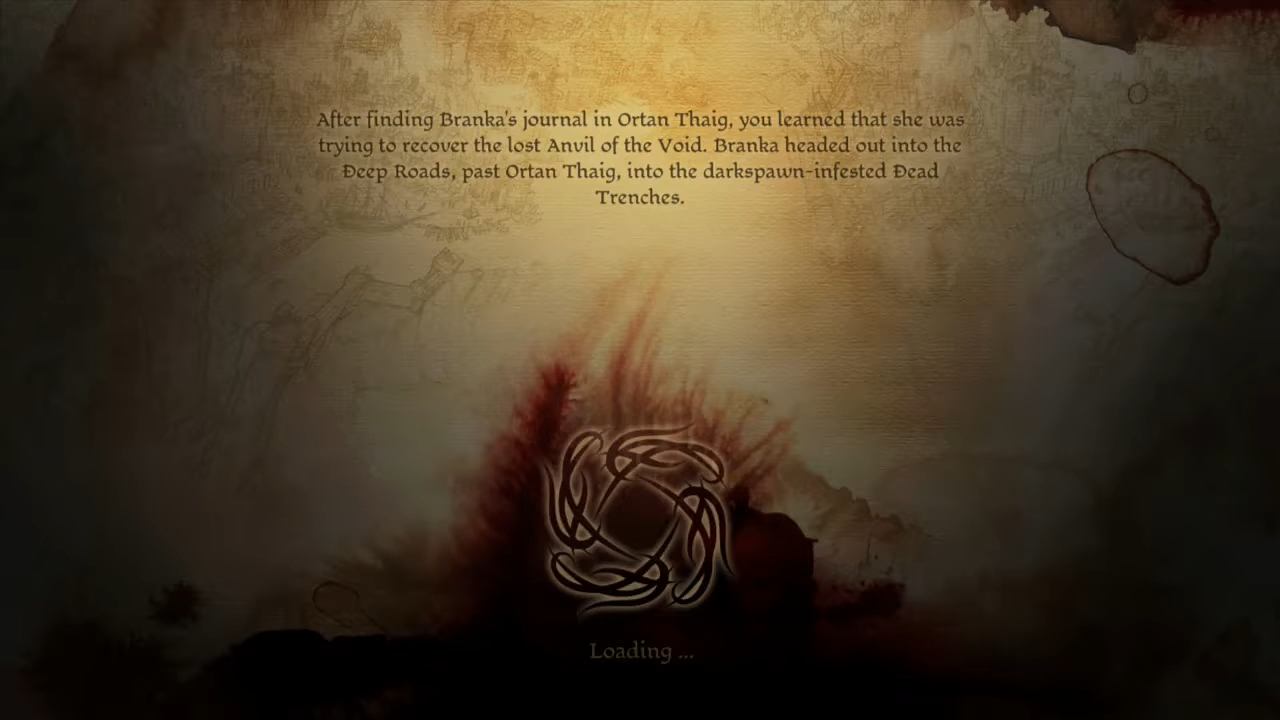 After finding Branka's journal in Ortan Thaig, you learned that she was
trying to recover the lost Anvil of the Void. Branka headed out into the
Deep Roads, past Ortan Thaig, into the darkspawn-infested Dead
Trenches.
Loading ...